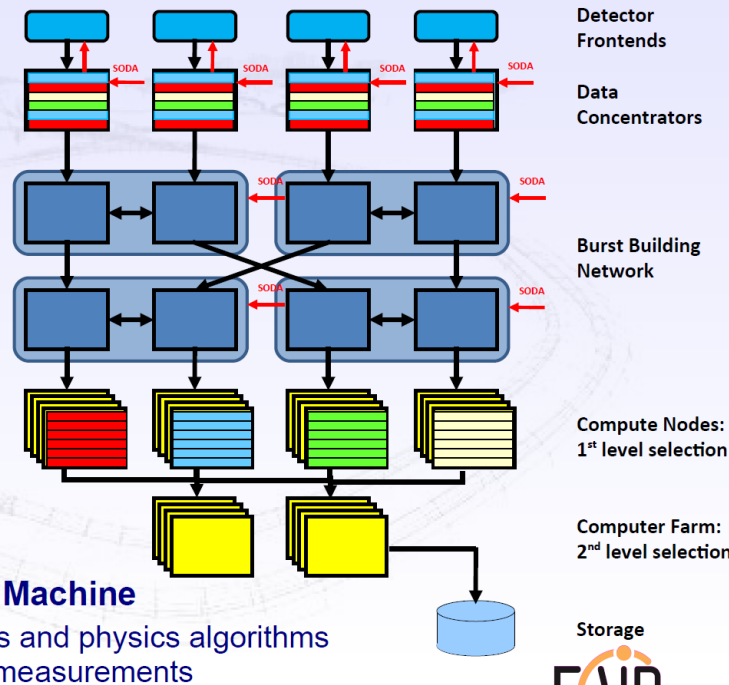 Detector
Frontends
SODA
SODA
SODA
SODA
Data
Concentrators
SODA
SODA
Burst Building
Network
SODA
SODA
Compute Nodes:
1st level selection
Computer Farm:
2nd level selection
Machine
s and physics algorithms
measurements
Storage